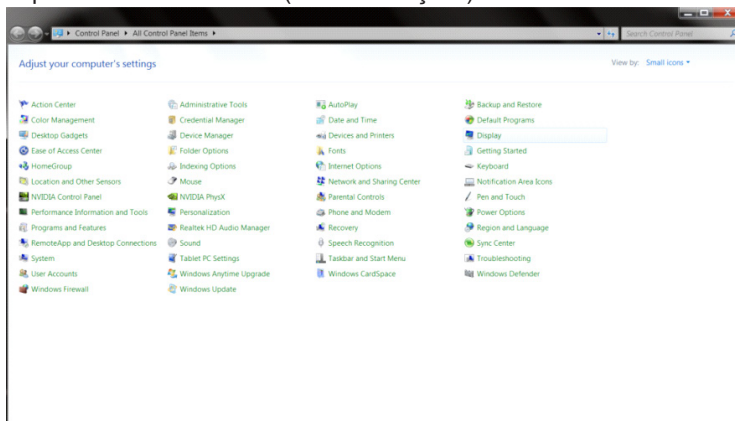 Control Panel ▸ All Control Panel Items ▸
Search Control Panel
Adjust your computer's settings
View by: Small icons
Action Center
Administrative Tools
AutoPlay
Backup and Restore
Color Management
Credential Manager
Date and Time
Default Programs
Desktop Gadgets
Device Manager
Devices and Printers
Display
Ease of Access Center
Folder Options
Fonts
Getting Started
HomeGroup
Indexing Options
Internet Options
Keyboard
Location and Other Sensors
Mouse
Network and Sharing Center
Notification Area Icons
NVIDIA Control Panel
NVIDIA PhysX
Parental Controls
Pen and Touch
Performance Information and Tools
Personalization
Phone and Modem
Power Options
Programs and Features
Realtek HD Audio Manager
Recovery
Region and Language
RemoteApp and Desktop Connections
Sound
Speech Recognition
Sync Center
System
Tablet PC Settings
Taskbar and Start Menu
Troubleshooting
User Accounts
Windows Anytime Upgrade
Windows CardSpace
Windows Defender
Windows Firewall
Windows Update